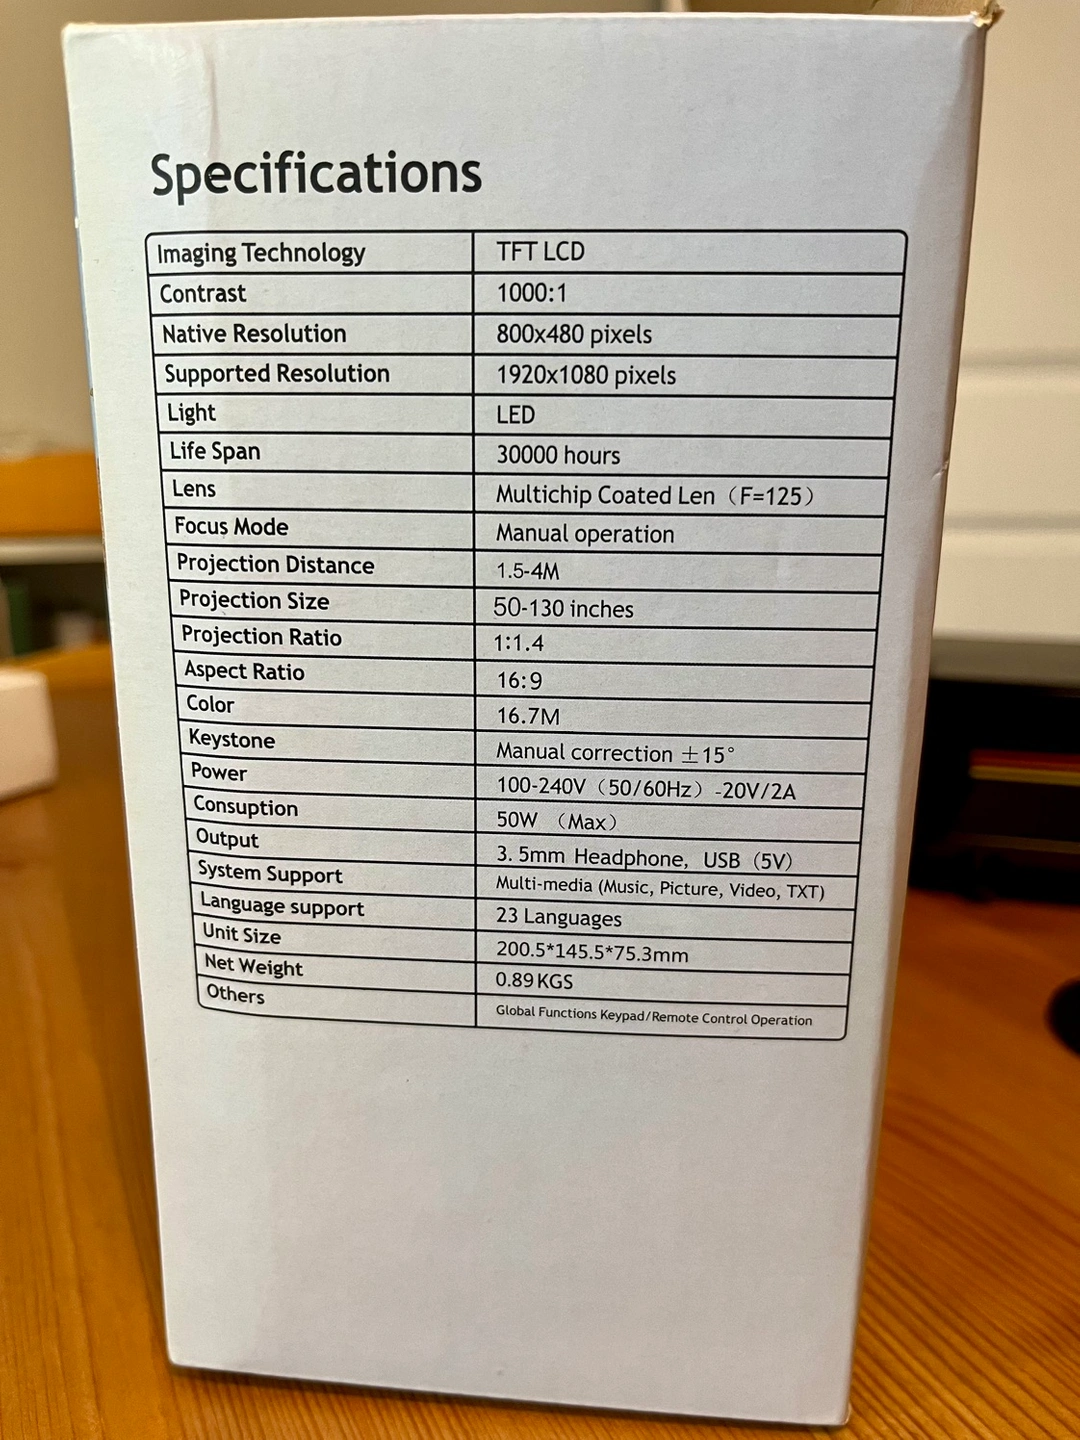 Specifications
Imaging Technology TFT LCD
Contrast 1000:1
Native Resolution 800x480 pixels
Supported Resolution 1920x1080 pixels
Light LED
Life Span 30000 hours
Lens Multichip Coated Len（F=125）
Focus Mode Manual operation
Projection Distance 1.5-4M
Projection Size 50-130 inches
Projection Ratio 1:1.4
Aspect Ratio 16:9
Color 16.7M
Keystone Manual correction ±15°
Power 100-240V（50/60Hz）-20V/2A
Consuption 50W （Max）
Output 3. 5mm Headphone, USB（5V）
System Support Multi-media (Music, Picture, Video, TXT)
Language support 23 Languages
Unit Size 200.5*145.5*75.3mm
Net Weight 0.89KGS
Others Global Functions Keypad/Remote Control Operation